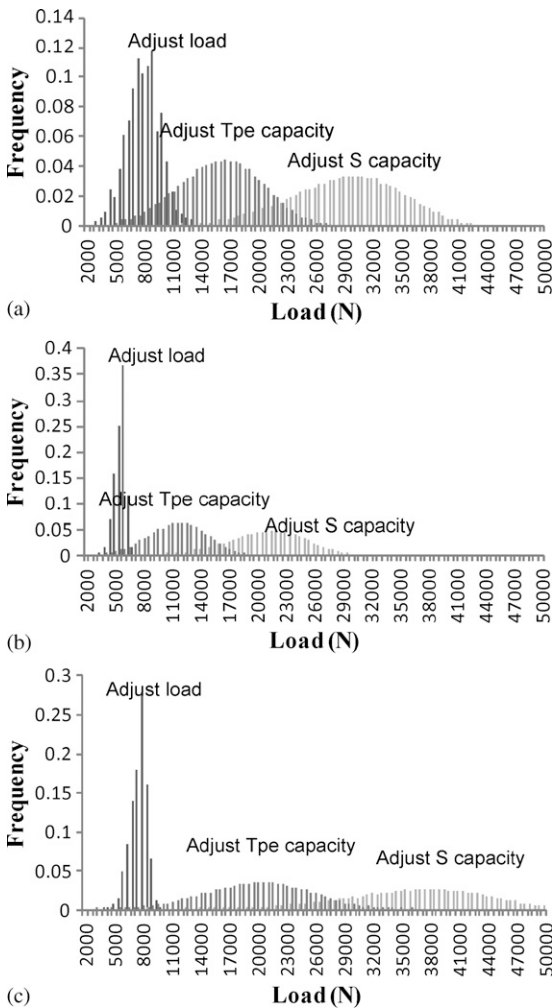 0.14
0.12
0.1
0.08
0.06
0.04
0.02
0
Frequency
Adjust load
Adjust Tpe capacity
Adjust S capacity
2000 5000 8000 11000 14000 17000 20000 23000 26000 29000 32000 35000 38000 41000 44000 47000 50000
Load (N)
(a)
0.4
0.35
0.3
0.25
0.2
0.15
0.1
0.05
0
Frequency
Adjust load
Adjust Tpe capacity
Adjust S capacity
2000 5000 8000 11000 14000 17000 20000 23000 26000 29000 32000 35000 38000 41000 44000 47000 50000
Load (N)
(b)
0.3
0.25
0.2
0.15
0.1
0.05
0
Frequency
Adjust load
Adjust Tpe capacity
Adjust S capacity
2000 5000 8000 11000 14000 17000 20000 23000 26000 29000 32000 35000 38000 41000 44000 47000 50000
Load (N)
(c)